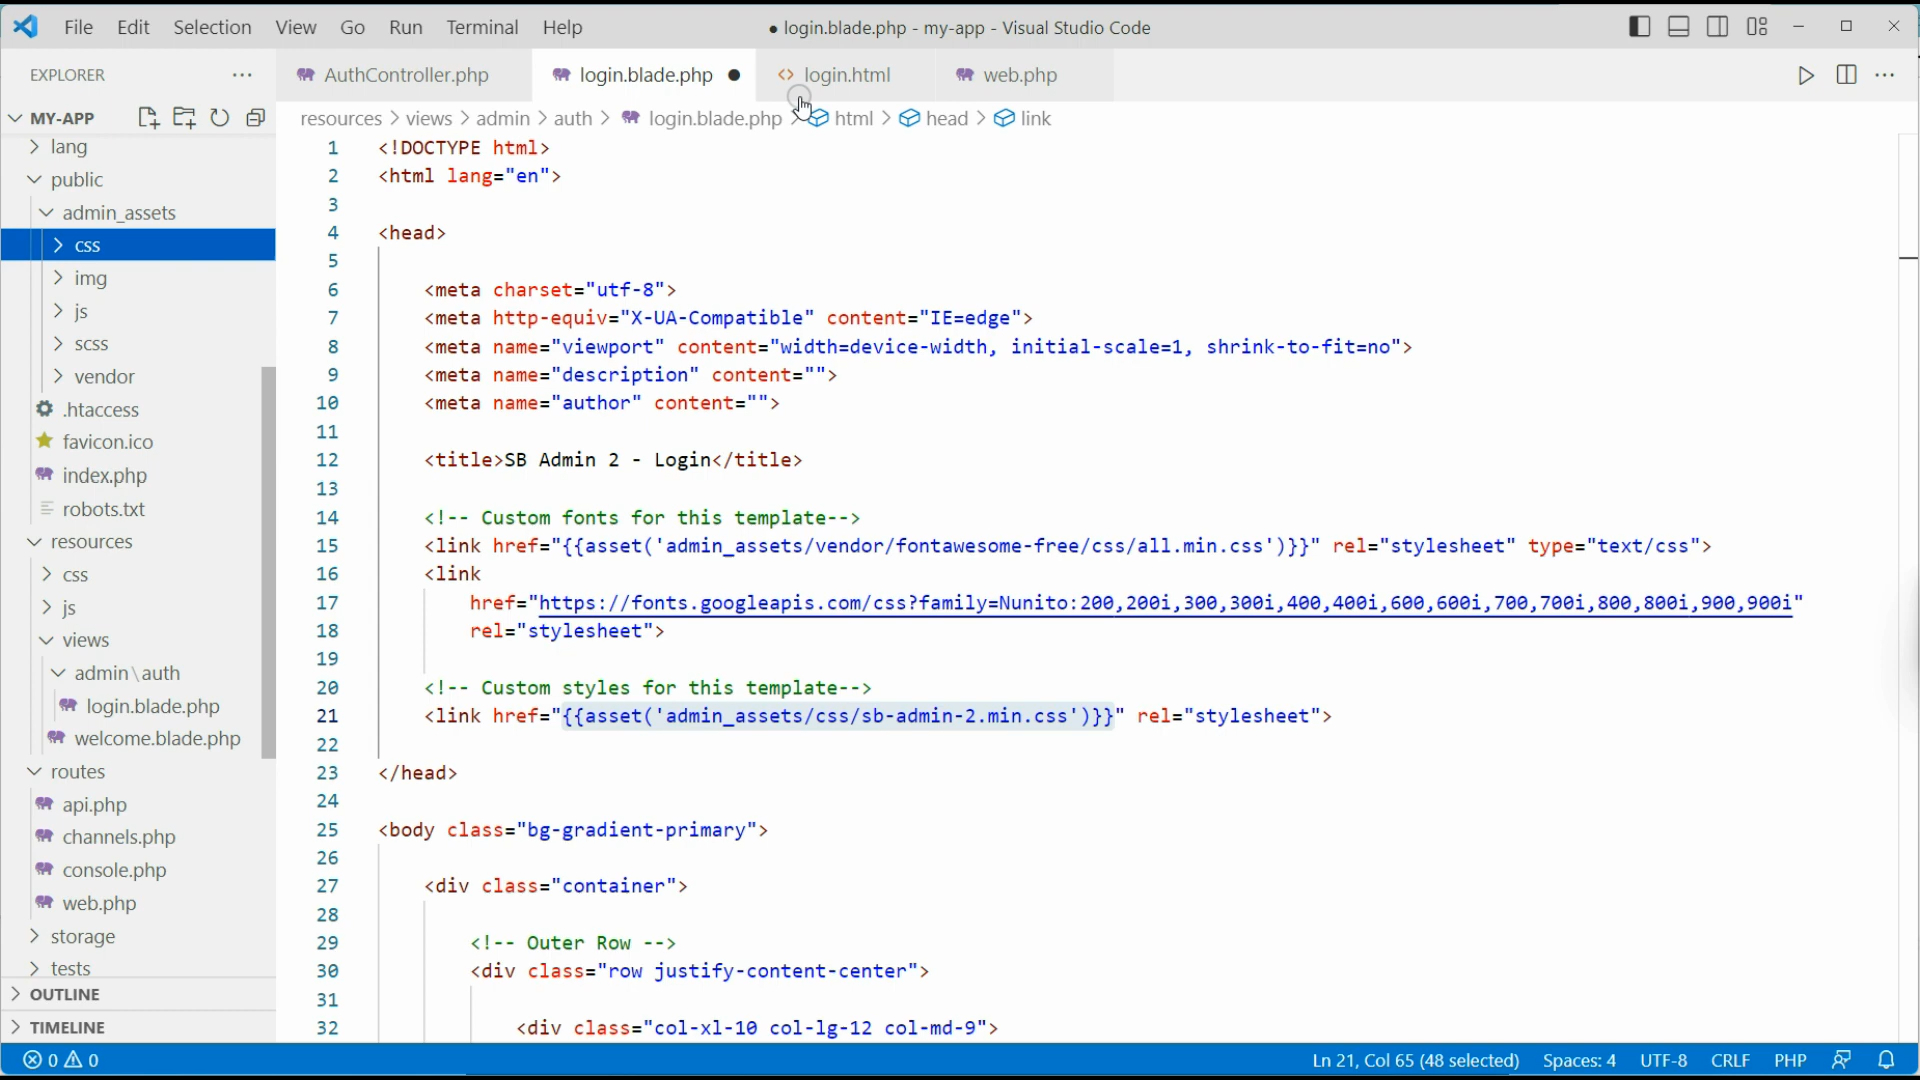 File Edit Selection View Go Run Terminal Help
● login.blade.php - my-app - Visual Studio Code
EXPLORER
AuthController.php
login.blade.php
login.html
web.php
MY-APP
resources > views > admin > auth > login.blade.php > html > head > link
lang
public
admin_assets
css
img
js
scss
vendor
.htaccess
favicon.ico
index.php
robots.txt
resources
css
js
views
admin\auth
login.blade.php
welcome.blade.php
routes
api.php
channels.php
console.php
web.php
storage
tests
OUTLINE
TIMELINE
1 <!DOCTYPE html>
2 <html lang="en">
3
4 <head>
5
6 <meta charset="utf-8">
7 <meta http-equiv="X-UA-Compatible" content="IE=edge">
8 <meta name="viewport" content="width=device-width, initial-scale=1, shrink-to-fit=no">
9 <meta name="description" content="">
10 <meta name="author" content="">
11
12 <title>SB Admin 2 - Login</title>
13
14 <!-- Custom fonts for this template-->
15 <link href="{{asset('admin_assets/vendor/fontawesome-free/css/all.min.css')}}" rel="stylesheet" type="text/css">
16 <link
17 href="https://fonts.googleapis.com/css?family=Nunito:200,200i,300,300i,400,400i,600,600i,700,700i,800,800i,900,900i"
18 rel="stylesheet">
19
20 <!-- Custom styles for this template-->
21 <link href="{{asset('admin_assets/css/sb-admin-2.min.css')}}" rel="stylesheet">
22
23 </head>
24
25 <body class="bg-gradient-primary">
26
27 <div class="container">
28
29 <!-- Outer Row -->
30 <div class="row justify-content-center">
31
32 <div class="col-xl-10 col-lg-12 col-md-9">
0 0
Ln 21, Col 65 (48 selected) Spaces: 4 UTF-8 CRLF PHP